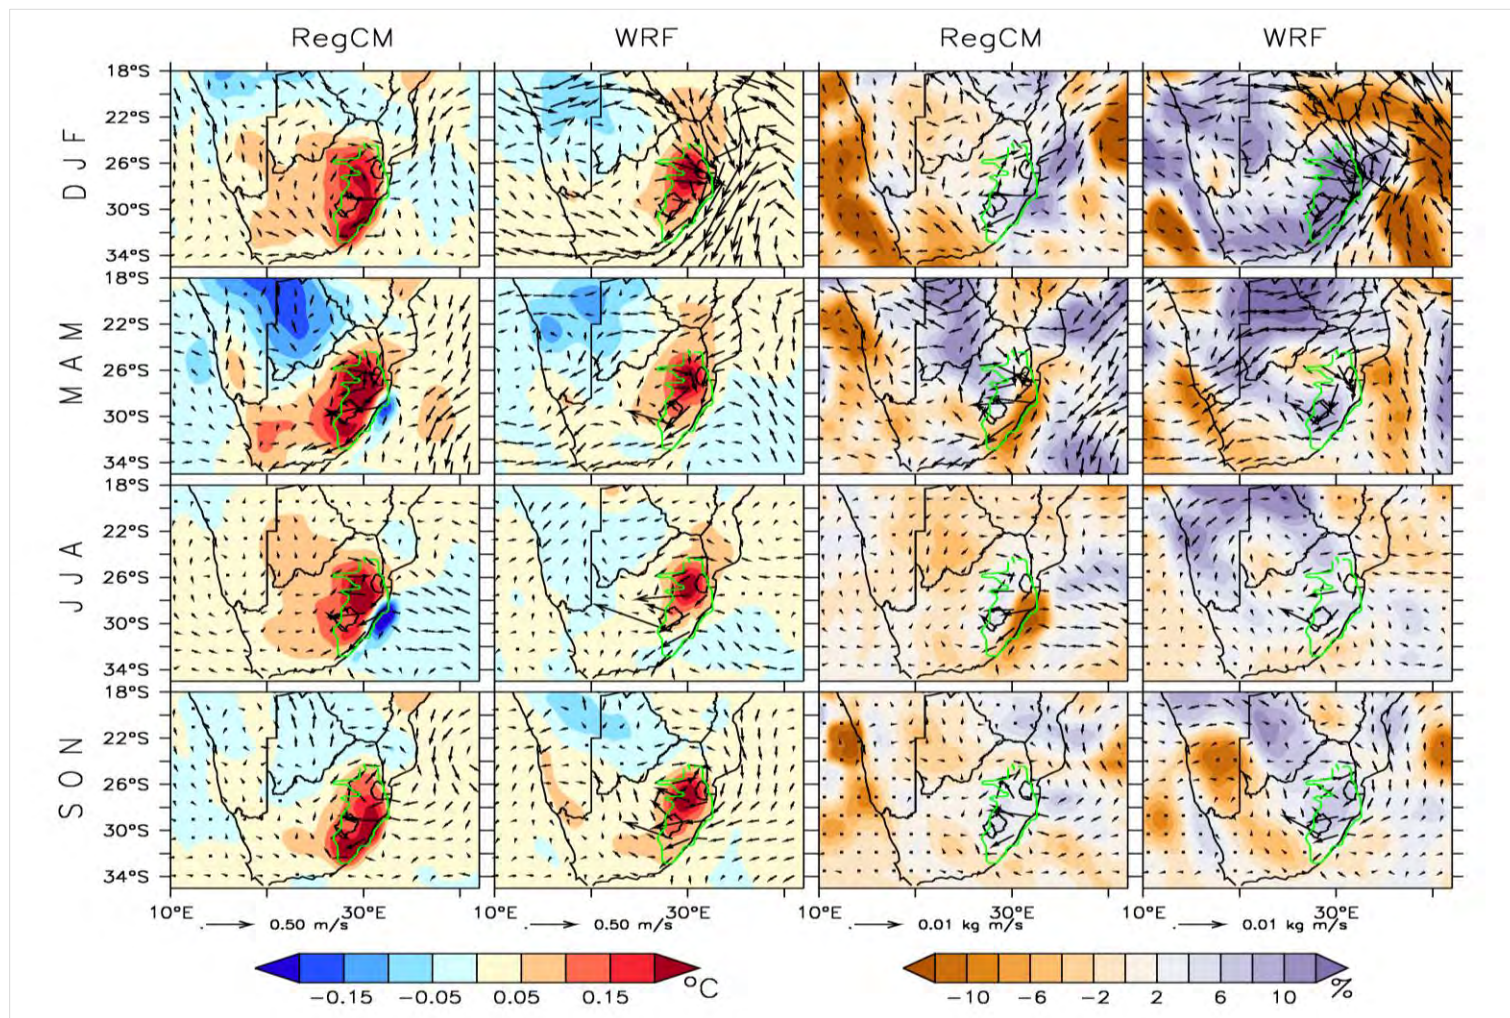 RegCM WRF RegCM WRF
DJF
18°S
22°S
26°S
30°S
34°S
MAM
18°S
22°S
26°S
30°S
34°S
JJA
18°S
22°S
26°S
30°S
34°S
SON
18°S
22°S
26°S
30°S
34°S
10°E 30°E 30°E 10°E 30°E 30°E
0.50 m/s 0.50 m/s 0.01 kg m/s 0.01 kg m/s
−0.15 −0.05 0.05 0.15 °C
−10 −6 −2 2 6 10 %